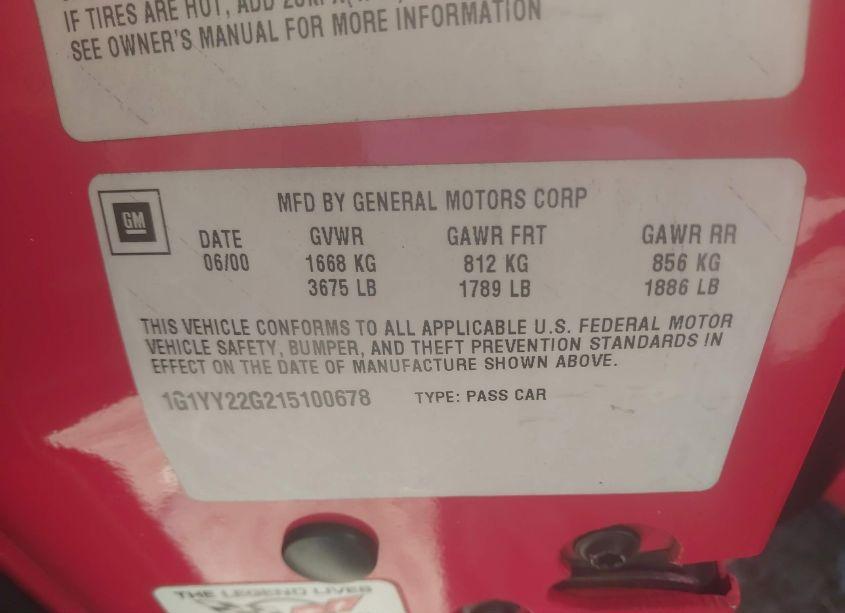 IF TIRES ARE HOT, ADD
SEE OWNER'S MANUAL FOR MORE INFORMATION
GM
MFD BY GENERAL MOTORS CORP
DATE GVWR GAWR FRT GAWR RR
06/00 1668 KG 812 KG 856 KG
3675 LB 1789 LB 1886 LB
THIS VEHICLE CONFORMS TO ALL APPLICABLE U.S. FEDERAL MOTOR
VEHICLE SAFETY, BUMPER, AND THEFT PREVENTION STANDARDS IN
EFFECT ON THE DATE OF MANUFACTURE SHOWN ABOVE.
1G1YY22G215100678 TYPE: PASS CAR
THE LEGEND LIVES